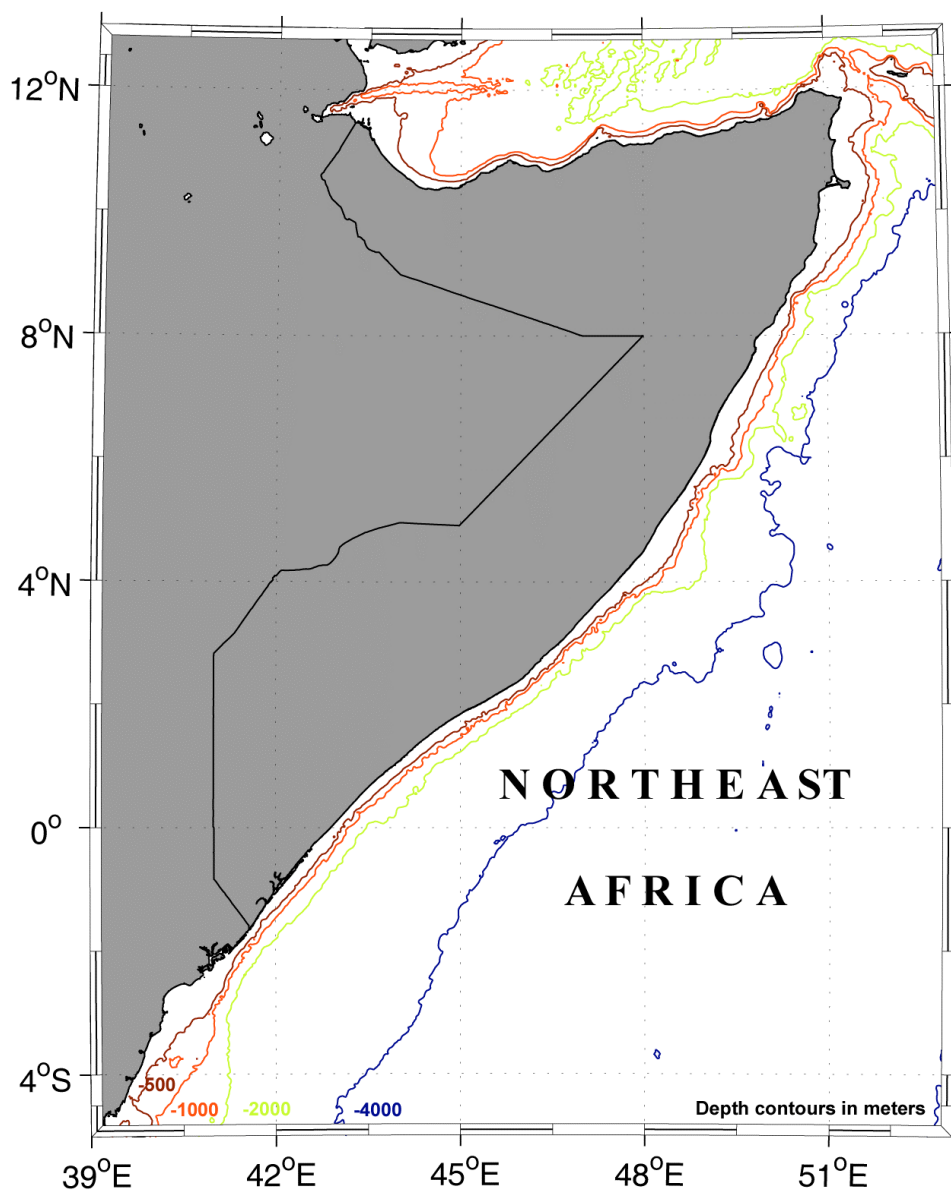 12°N
8°N
4°N
NORTHEAST
0°
AFRICA
4°S
-500
-1000 -2000 -4000 Depth contours in meters
39°E 42°E 45°E 48°E 51°E